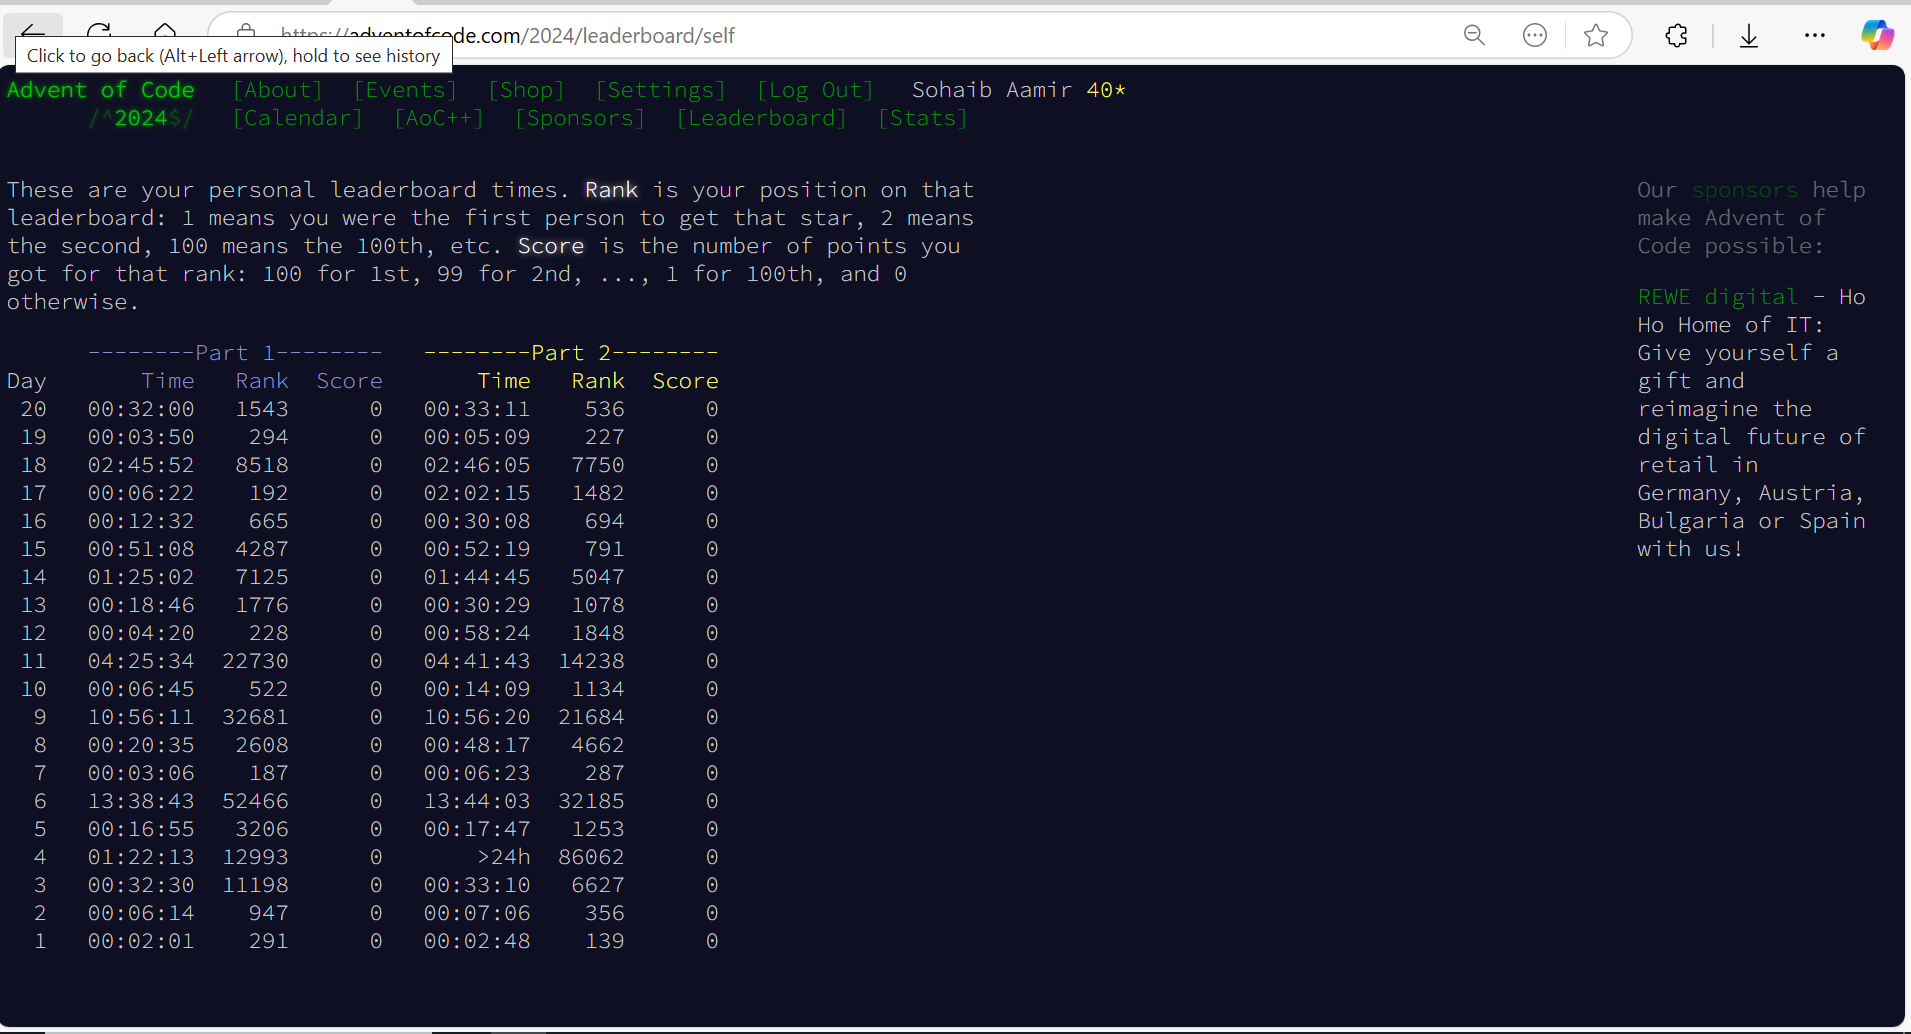 https://adventofcode.com/2024/leaderboard/self
Click to go back (Alt+Left arrow), hold to see history
Advent of Code [About] [Events] [Shop] [Settings] [Log Out] Sohaib Aamir 40*
/^2024$/ [Calendar] [AoC++] [Sponsors] [Leaderboard] [Stats]
These are your personal leaderboard times. Rank is your position on that
leaderboard: 1 means you were the first person to get that star, 2 means
the second, 100 means the 100th, etc. Score is the number of points you
got for that rank: 100 for 1st, 99 for 2nd, ..., 1 for 100th, and 0
otherwise.
--------Part 1-------- --------Part 2--------
Day Time Rank Score Time Rank Score
20 00:32:00 1543 0 00:33:11 536 0
19 00:03:50 294 0 00:05:09 227 0
18 02:45:52 8518 0 02:46:05 7750 0
17 00:06:22 192 0 02:02:15 1482 0
16 00:12:32 665 0 00:30:08 694 0
15 00:51:08 4287 0 00:52:19 791 0
14 01:25:02 7125 0 01:44:45 5047 0
13 00:18:46 1776 0 00:30:29 1078 0
12 00:04:20 228 0 00:58:24 1848 0
11 04:25:34 22730 0 04:41:43 14238 0
10 00:06:45 522 0 00:14:09 1134 0
9 10:56:11 32681 0 10:56:20 21684 0
8 00:20:35 2608 0 00:48:17 4662 0
7 00:03:06 187 0 00:06:23 287 0
6 13:38:43 52466 0 13:44:03 32185 0
5 00:16:55 3206 0 00:17:47 1253 0
4 01:22:13 12993 0 >24h 86062 0
3 00:32:30 11198 0 00:33:10 6627 0
2 00:06:14 947 0 00:07:06 356 0
1 00:02:01 291 0 00:02:48 139 0
Our sponsors help
make Advent of
Code possible:
REWE digital - Ho
Ho Home of IT:
Give yourself a
gift and
reimagine the
digital future of
retail in
Germany, Austria,
Bulgaria or Spain
with us!